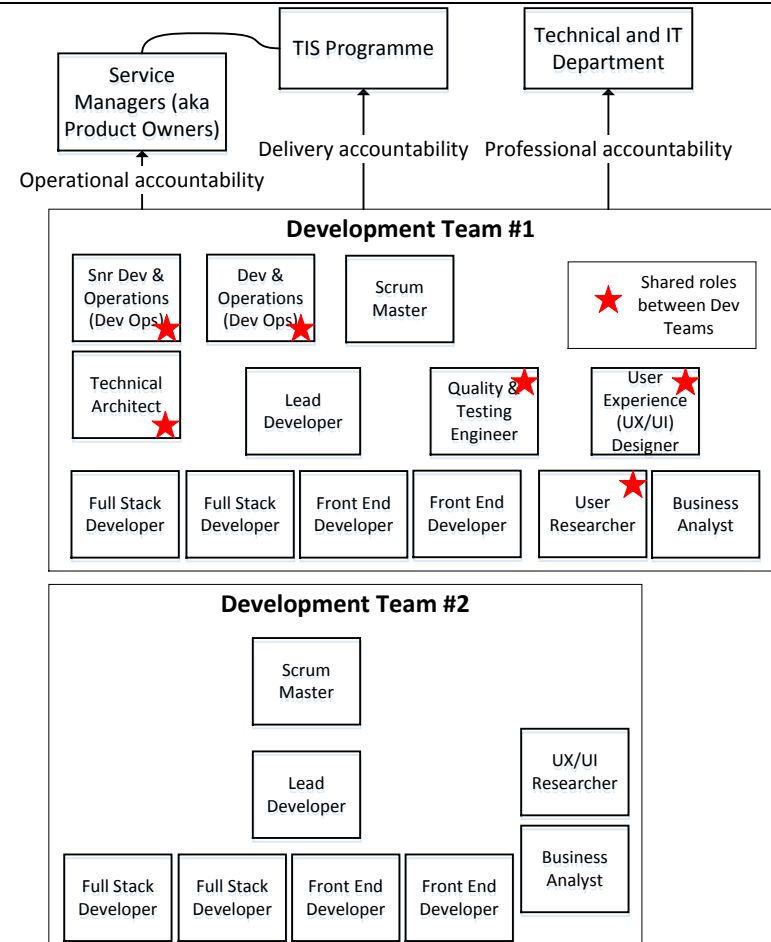 TIS Programme
Technical and IT
Department
Service
Managers (aka
Product Owners)
Delivery accountability
Professional accountability
Operational accountability
Development Team #1
Snr Dev &
Operations
(Dev Ops)
Dev &
Operations
(Dev Ops)
Scrum
Master
Shared roles
between Dev
Teams
Technical
Architect
Lead
Developer
Quality &
Testing
Engineer
User
Experience
(UX/UI)
Designer
Full Stack
Developer
Full Stack
Developer
Front End
Developer
Front End
Developer
User
Researcher
Business
Analyst
Development Team #2
Scrum
Master
Lead
Developer
UX/UI
Researcher
Business
Analyst
Full Stack
Developer
Full Stack
Developer
Front End
Developer
Front End
Developer